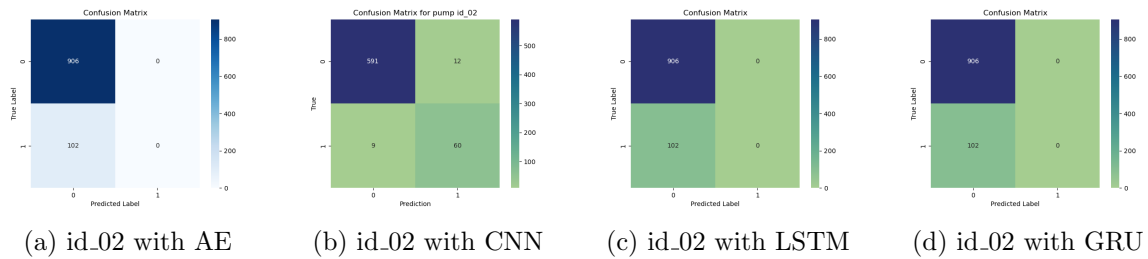 Confusion Matrix
906 0
102 0
0 1
0 1
True Label
Predicted Label
0 200 400 600 800
(a) id_02 with AE
Confusion Matrix for pump id_02
591 12
9 60
0 1
0 1
True
Prediction
100 200 300 400 500
(b) id_02 with CNN
Confusion Matrix
906 0
102 0
0 1
0 1
True Label
Predicted Label
0 200 400 600 800
(c) id_02 with LSTM
Confusion Matrix
906 0
102 0
0 1
0 1
True Label
Predicted Label
0 200 400 600 800
(d) id_02 with GRU